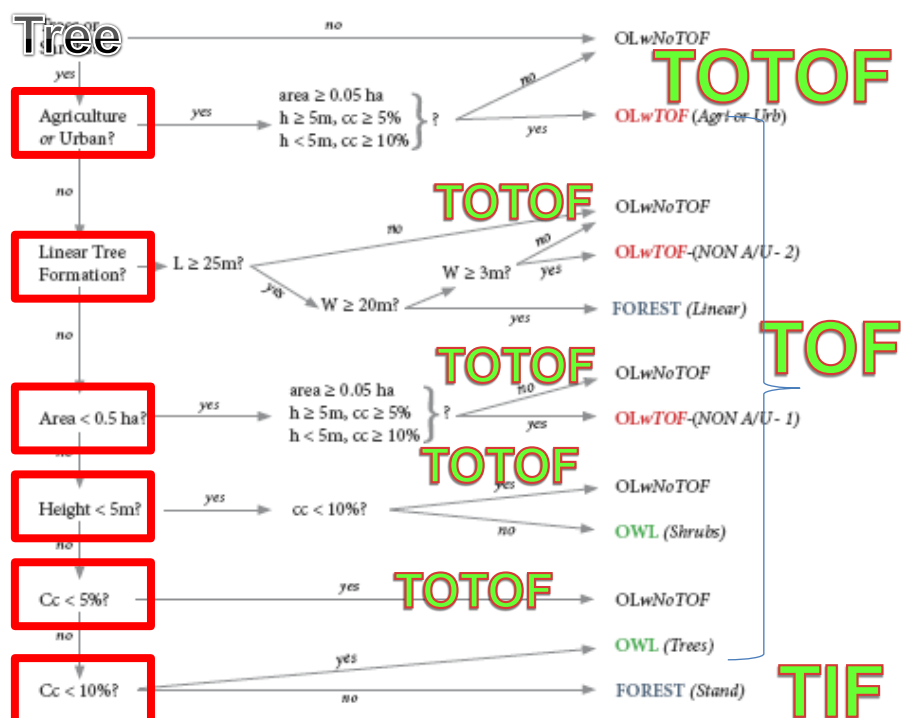 Tree
no
OLwNoTOF
TOTOF
yes
Agriculture
or Urban?
yes
area ≥ 0.05 ha
h ≥ 5m, cc ≥ 5%
h < 5m, cc ≥ 10%
?
no
yes
OLwTOF (Agri or Urb)
no
TOTOF
OLwNoTOF
Linear Tree
Formation?
L ≥ 25m?
no
yes
W ≥ 20m?
W ≥ 3m?
no
yes
OLwTOF-(NON A/U - 2)
yes
FOREST (Linear)
TOF
no
TOTOF
OLwNoTOF
Area < 0.5 ha?
yes
area ≥ 0.05 ha
h ≥ 5m, cc ≥ 5%
h < 5m, cc ≥ 10%
?
no
yes
OLwTOF-(NON A/U - 1)
no
TOTOF
Height < 5m?
yes
cc < 10%?
yes
OLwNoTOF
no
OWL (Shrubs)
no
Cc < 5%?
yes
TOTOF
OLwNoTOF
no
OWL (Trees)
Cc < 10%?
yes
no
FOREST (Stand)
TIF